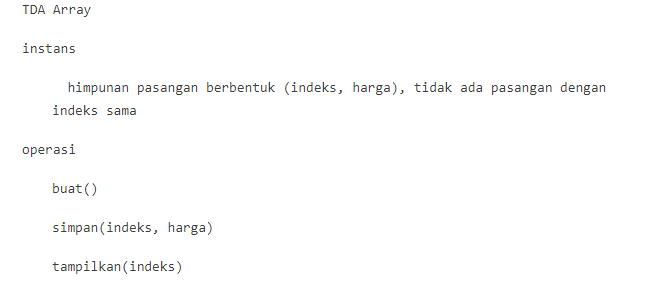 TDA Array
instans
himpunan pasangan berbentuk (indeks, harga), tidak ada pasangan dengan
indeks sama
operasi
buat()
simpan(indeks, harga)
tampilkan(indeks)